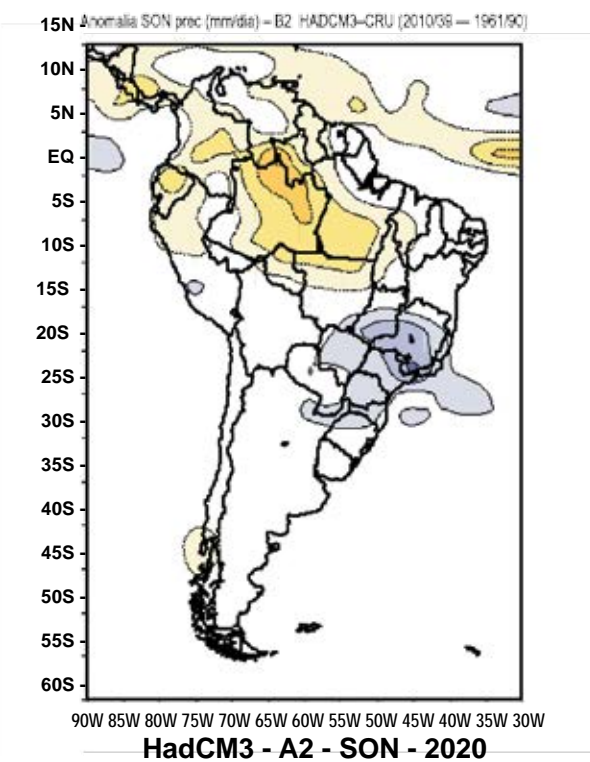 Anomalia SON prec (mm/dia) – B2 HADCM3–CRU (2010/39 — 1961/90)
15N
10N
5N
EQ
5S
10S
15S
20S
25S
30S
35S
40S
45S
50S
55S
60S
90W 85W 80W 75W 70W 65W 60W 55W 50W 45W 40W 35W 30W
HadCM3 - A2 - SON - 2020